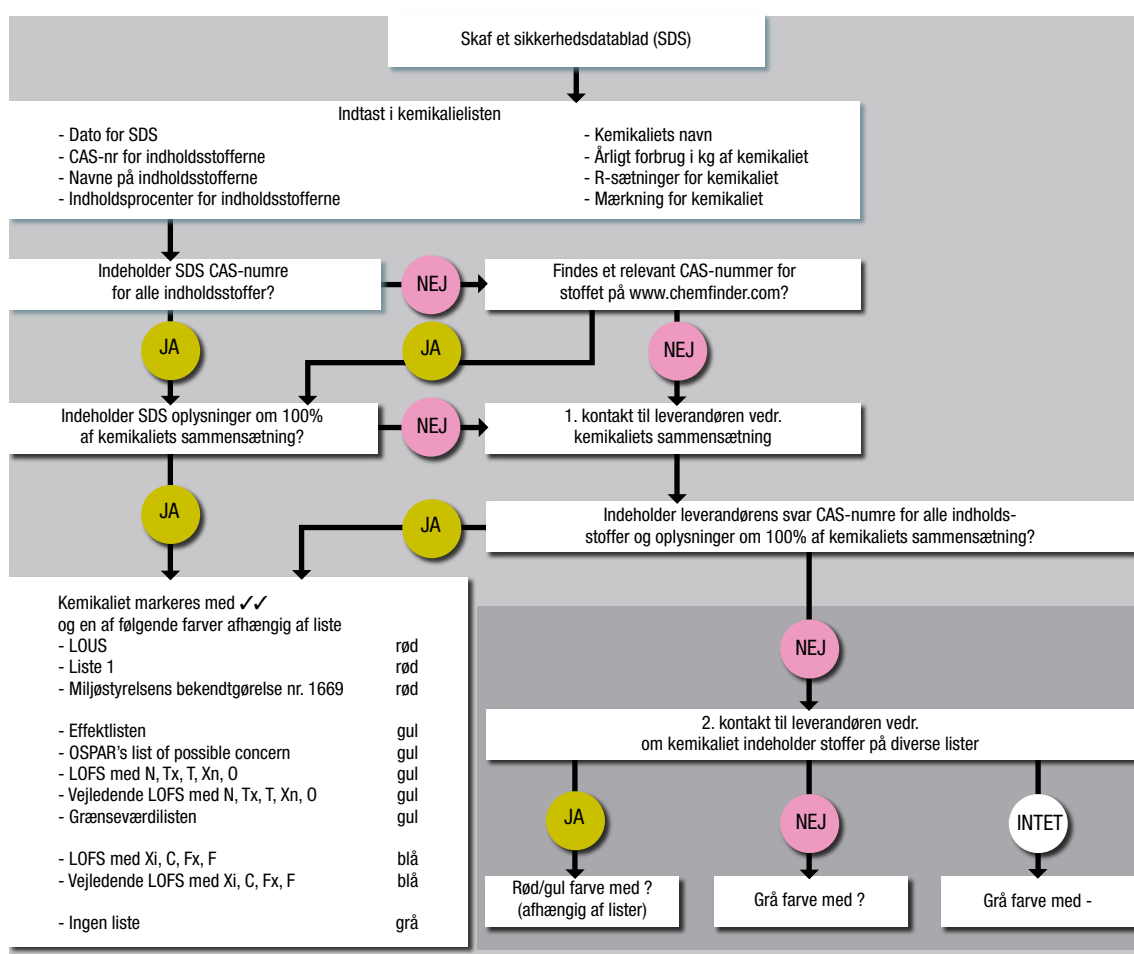 Skaf et sikkerhedsdatablad (SDS)
Indtast i kemikalielisten
- Dato for SDS
- CAS-nr for indholdsstofferne
- Navne på indholdsstofferne
- Indholdsprocenter for indholdsstofferne
- Kemikaliets navn
- Årligt forbrug i kg af kemikaliet
- R-sætninger for kemikaliet
- Mærkning for kemikaliet
Indeholder SDS CAS-numre
for alle indholdsstoffer?
NEJ
Findes et relevant CAS-nummer for
stoffet på www.chemfinder.com?
JA
JA
NEJ
Indeholder SDS oplysninger om 100%
af kemikaliets sammensætning?
NEJ
1. kontakt til leverandøren vedr.
kemikaliets sammensætning
JA
JA
Indeholder leverandørens svar CAS-numre for alle indholds-
stoffer og oplysninger om 100% af kemikaliets sammensætning?
Kemikaliet markeres med ✓✓
og en af følgende farver afhængig af liste
- LOUS rød
- Liste 1 rød
- Miljøstyrelsens bekendtgørelse nr. 1669 rød
- Effektlisten gul
- OSPAR's list of possible concern gul
- LOFS med N, Tx, T, Xn, O gul
- Vejledende LOFS med N, Tx, T, Xn, O gul
- Grænseværdilisten gul
- LOFS med Xi, C, Fx, F blå
- Vejledende LOFS med Xi, C, Fx, F blå
- Ingen liste grå
NEJ
2. kontakt til leverandøren vedr.
om kemikaliet indeholder stoffer på diverse lister
JA
NEJ
INTET
Rød/gul farve med ?
(afhængig af lister)
Grå farve med ?
Grå farve med -